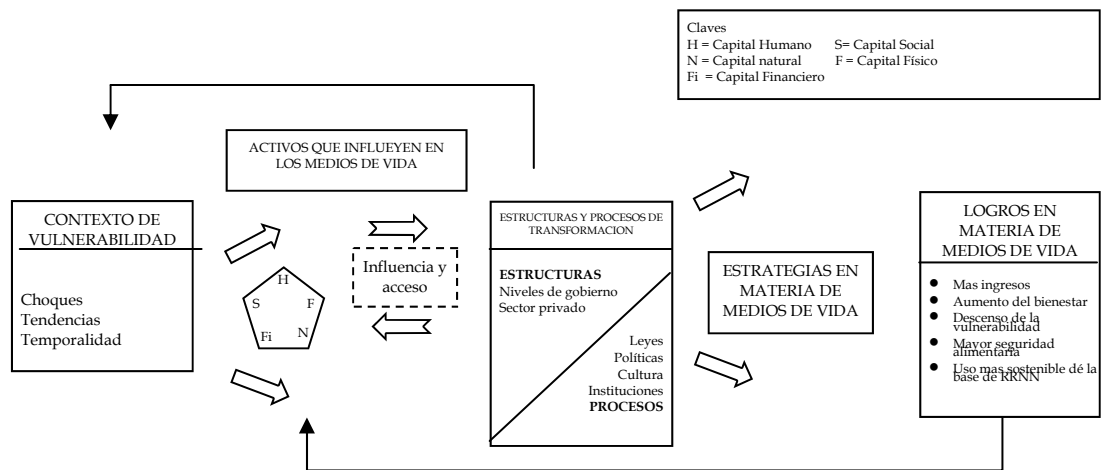 Claves
H = Capital Humano S= Capital Social
N = Capital natural F = Capital Físico
Fi = Capital Financiero
ACTIVOS QUE INFLUEYEN EN
LOS MEDIOS DE VIDA
CONTEXTO DE
VULNERABILIDAD
Choques
Tendencias
Temporalidad
H
S
F
Fi
N
Influencia y
acceso
ESTRUCTURAS Y PROCESOS DE
TRANSFORMACION
ESTRUCTURAS
Niveles de gobierno
Sector privado
Leyes
Políticas
Cultura
Instituciones
PROCESOS
ESTRATEGIAS EN
MATERIA DE
MEDIOS DE VIDA
LOGROS EN
MATERIA DE
MEDIOS DE VIDA
● Mas ingresos
● Aumento del bienestar
● Descenso de la
vulnerabilidad
● Mayor seguridad
alimentaria
● Uso mas sostenible dé la
base de RRNN